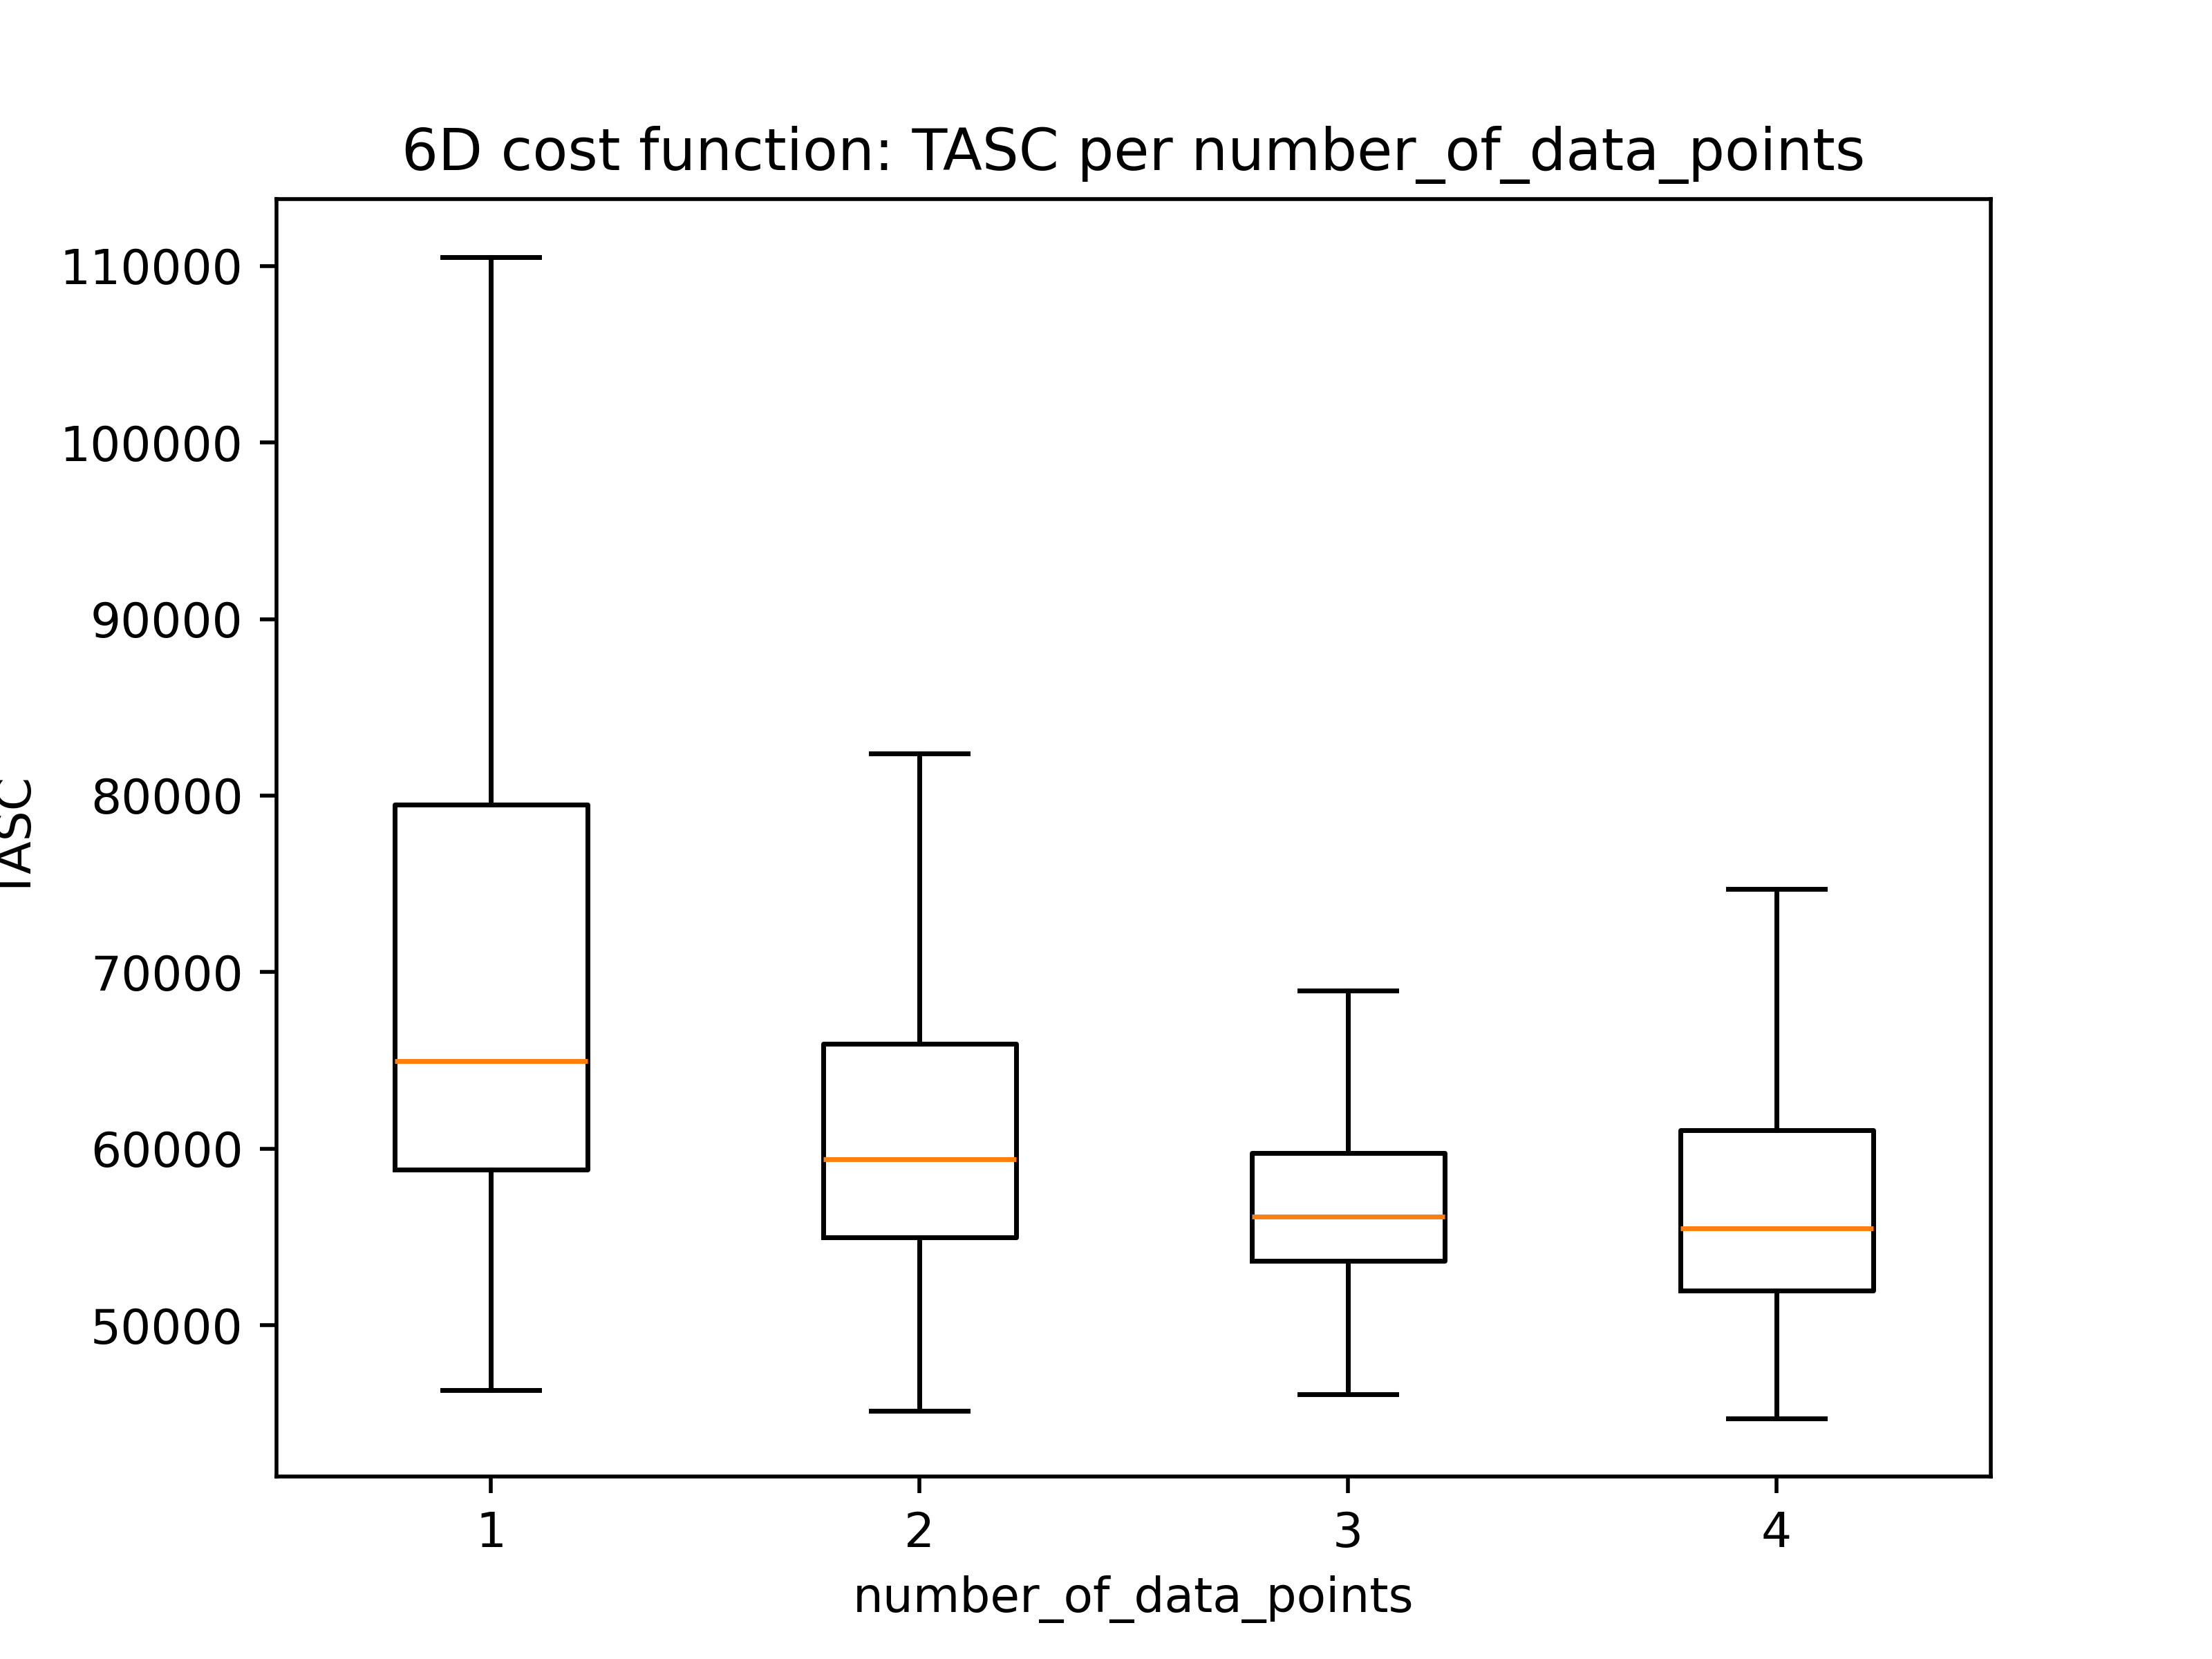 6D cost function: TASC per number_of_data_points
110000
100000
90000
80000
70000
60000
50000
TASC
1 2 3 4
number_of_data_points